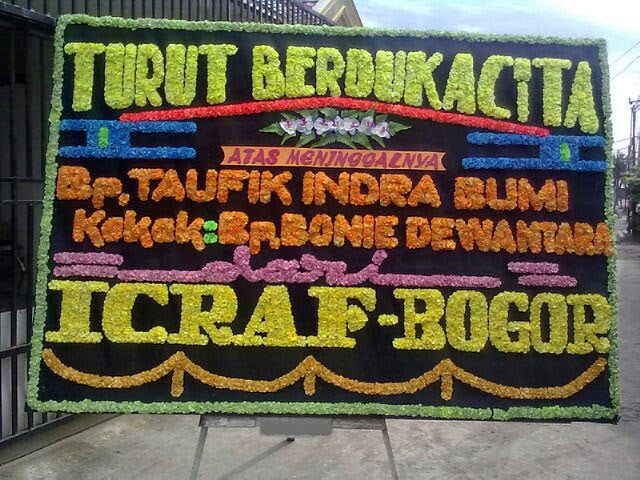 TURUT BERDUKACiTA
ATAS MENINGGALNYA
Bp, TAUFIK INDRA BUMI
Kakak : Bp, BONIE DEWANTARA
dari
ICRAF-BOGOR